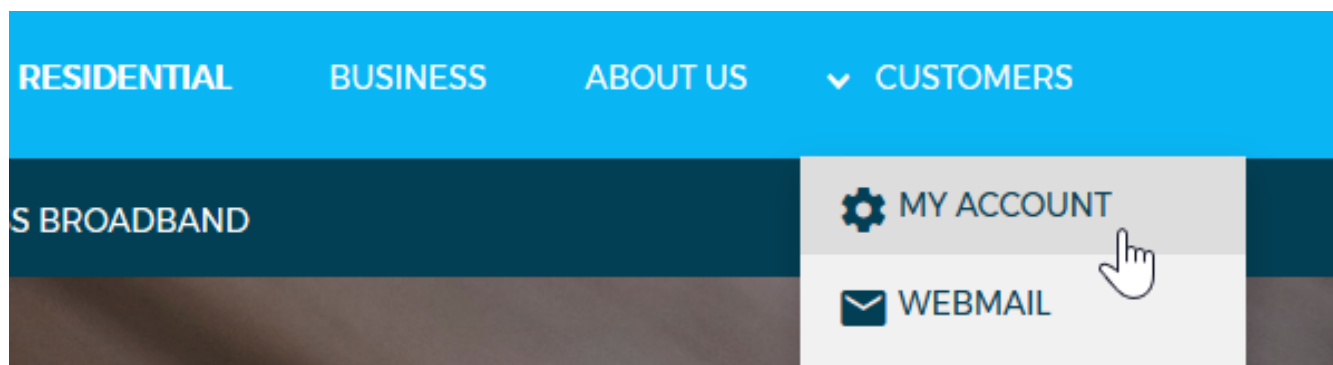 RESIDENTIAL BUSINESS ABOUT US CUSTOMERS
S BROADBAND
MY ACCOUNT
WEBMAIL